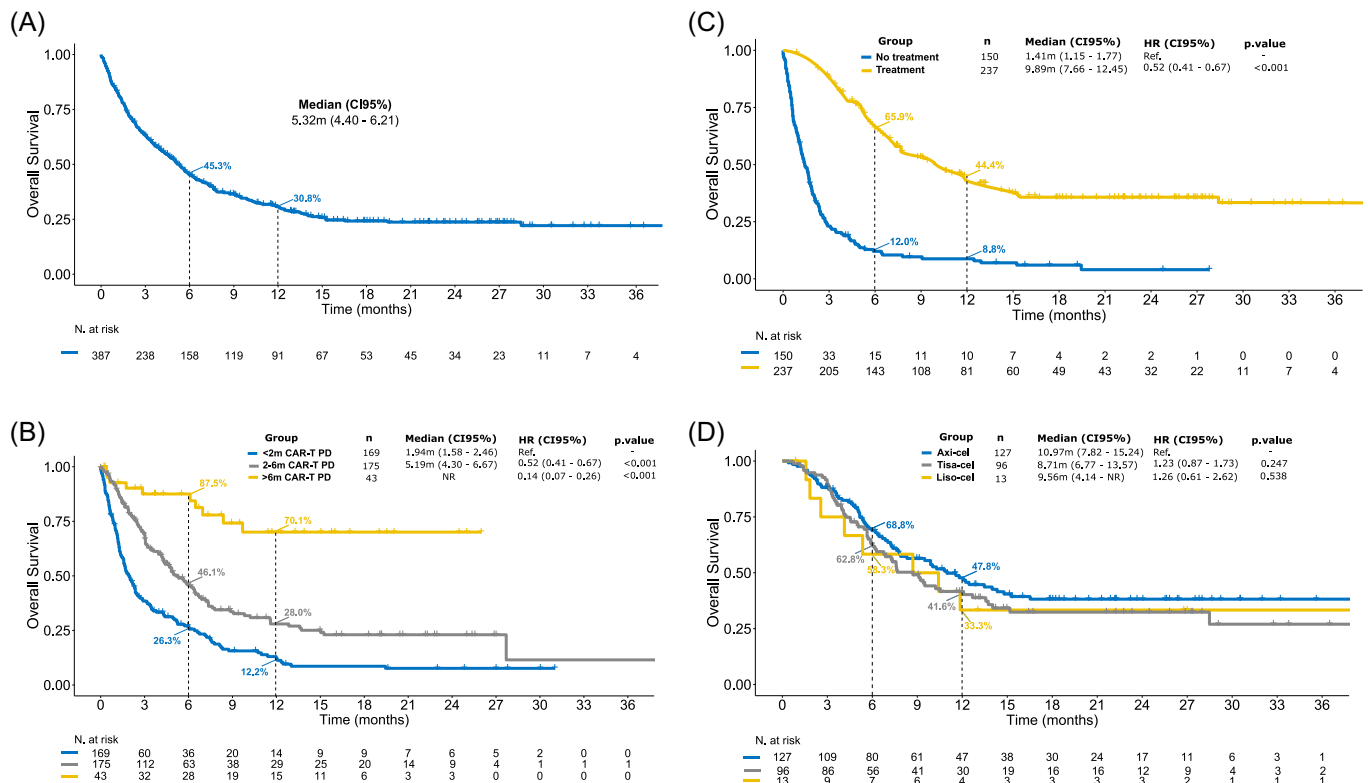 (A)
1.00
0.75
0.50
0.25
0.00
Overall Survival
Median (CI95%)
5.32m (4.40 - 6.21)
45.3%
30.8%
0 3 6 9 12 15 18 21 24 27 30 33 36
Time (months)
N. at risk
387 238 158 119 91 67 53 45 34 23 11 7 4
(C)
Group n Median (CI95%) HR (CI95%) p.value
No treatment 150 1.41m (1.15 - 1.77) Ref. -
Treatment 237 9.89m (7.66 - 12.45) 0.52 (0.41 - 0.67) <0.001
1.00
0.75
0.50
0.25
0.00
Overall Survival
65.9%
44.4%
12.0%
8.8%
0 3 6 9 12 15 18 21 24 27 30 33 36
Time (months)
N. at risk
150 33 15 11 10 7 4 2 2 1 0 0 0
237 205 143 108 81 60 49 43 32 22 11 7 4
(B)
Group n Median (CI95%) HR (CI95%) p.value
<2m CAR-T PD 169 1.94m (1.58 - 2.46) Ref. -
2-6m CAR-T PD 175 5.19m (4.30 - 6.67) 0.52 (0.41 - 0.67) <0.001
>6m CAR-T PD 43 NR 0.14 (0.07 - 0.26) <0.001
1.00
0.75
0.50
0.25
0.00
Overall Survival
87.5%
70.1%
46.1%
28.0%
26.3%
12.2%
0 3 6 9 12 15 18 21 24 27 30 33 36
Time (months)
N. at risk
169 60 36 20 14 9 9 7 6 5 2 0 0
175 112 63 38 29 25 20 14 9 4 1 1 1
43 32 28 19 15 11 6 3 3 0 0 0 0
(D)
Group n Median (CI95%) HR (CI95%) p.value
Axi-cel 127 10.97m (7.82 - 15.24) Ref. -
Tisa-cel 96 8.71m (6.77 - 13.57) 1.23 (0.87 - 1.73) 0.247
Liso-cel 13 9.56m (4.14 - NR) 1.26 (0.61 - 2.62) 0.538
1.00
0.75
0.50
0.25
0.00
Overall Survival
68.8%
62.8%
58.3%
47.8%
41.6%
33.3%
0 3 6 9 12 15 18 21 24 27 30 33 36
Time (months)
N. at risk
127 109 80 61 47 38 30 24 17 11 6 3 1
96 86 56 41 30 19 16 16 12 9 4 3 2
13 9 7 6 4 3 3 3 3 2 1 1 1